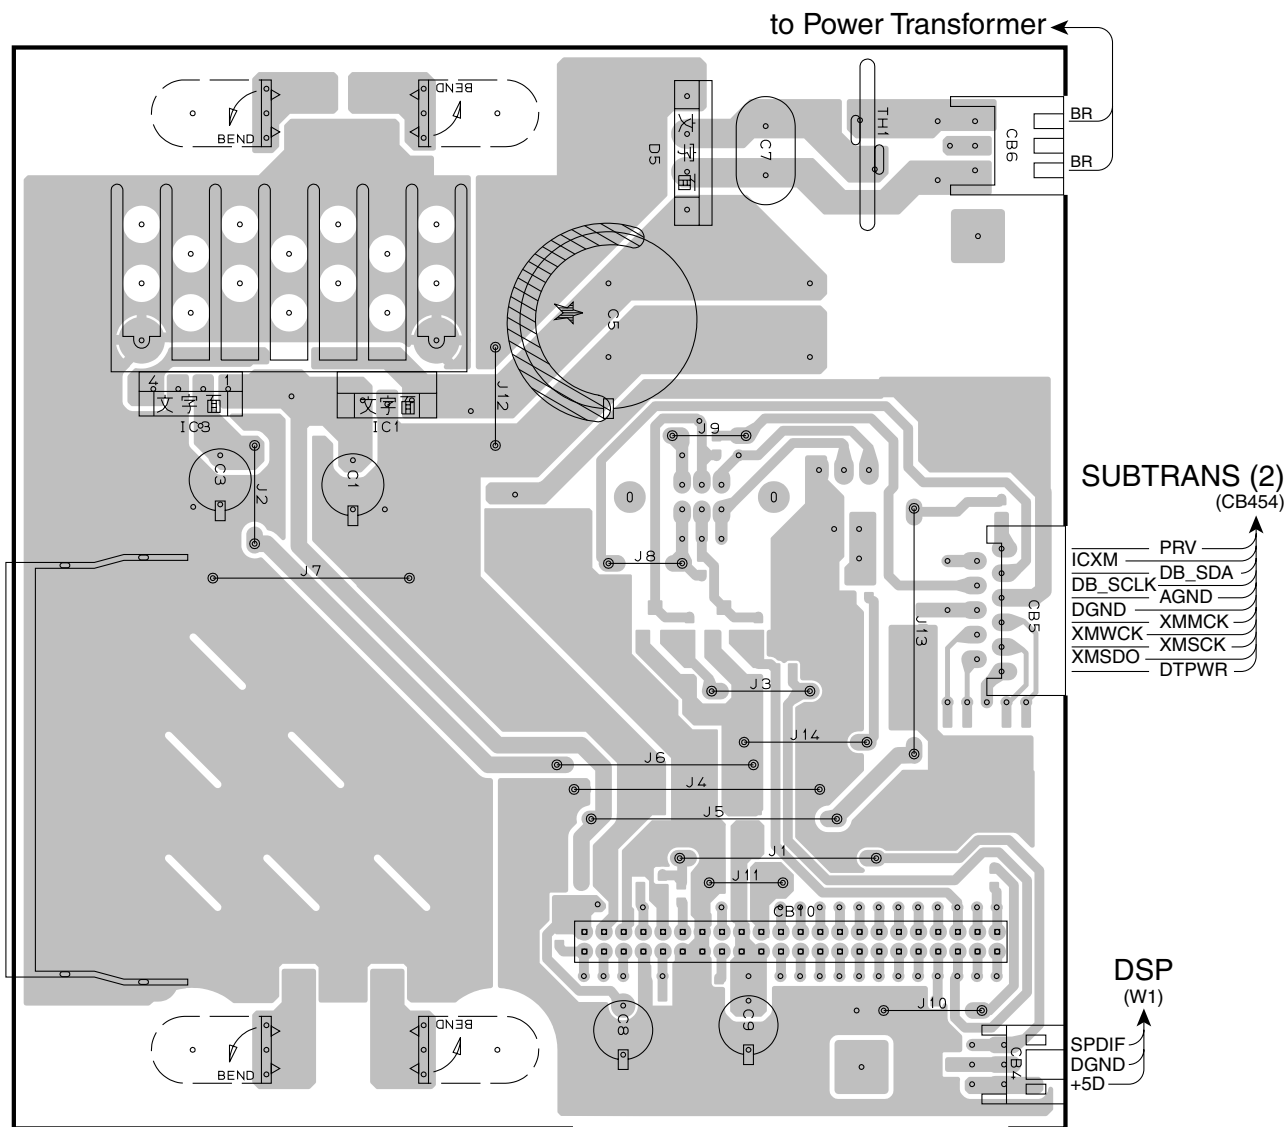 to Power Transformer
BEND
BEND
文字面
D5
C7
TH1
CB6
BR
BR
C5
4
1
文字面
文字面
IC3
IC1
J12
J9
C3
J2
C1
SUBTRANS (2)
(CB454)
J8
J7
J13
CB5
PRV
ICXM
DB_SDA
DB_SCLK
AGND
DGND
XMMCK
XMWCK
XMSCK
XMSDO
DTPWR
J3
J14
J6
J4
J5
J1
J11
CB10
DSP
(W1)
J10
C8
C9
BEND
BEND
CB4
SPDIF
DGND
+5D